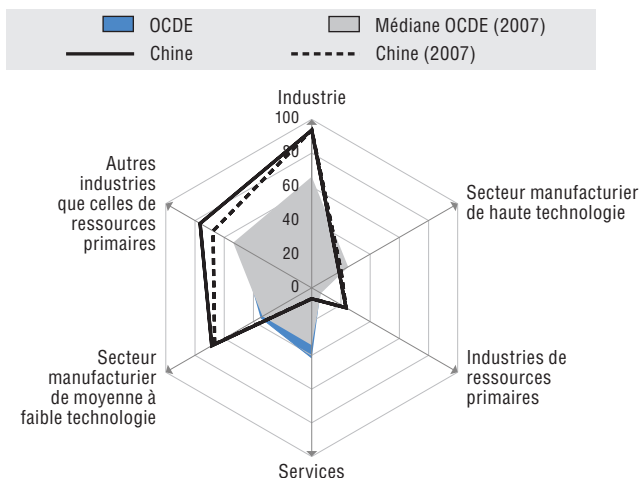 OCDE
Médiane OCDE (2007)
Chine
Chine (2007)
Industrie
100
80
60
40
20
0
Autres
industries
que celles de
ressources
primaires
Secteur manufacturier
de haute technologie
Secteur
manufacturier
de moyenne à
faible technologie
Industries de
ressources
primaires
Services